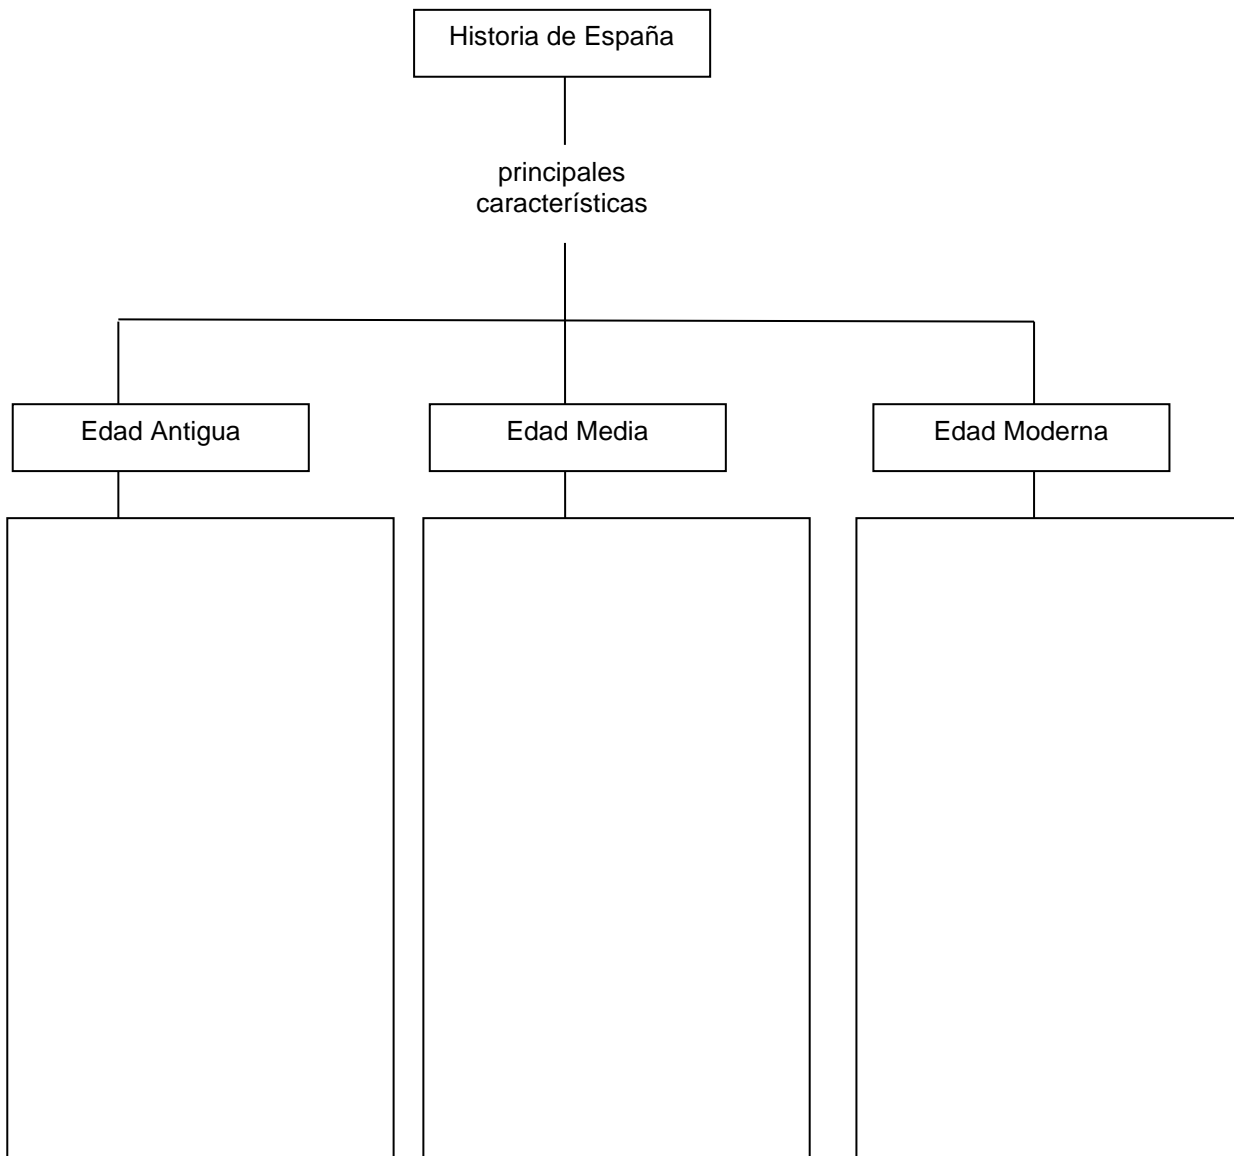 Historia de España
principales
características
Edad Antigua
Edad Media
Edad Moderna